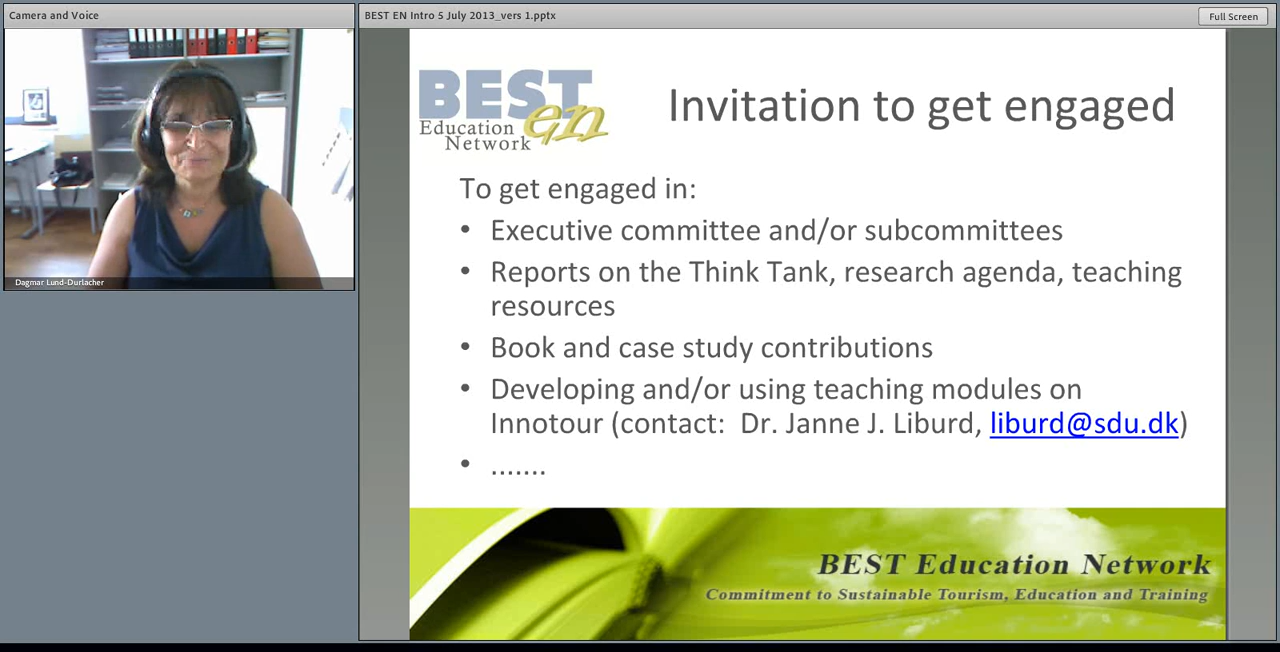 Camera and Voice
Dagmar Lund-Durlacher
BEST EN Intro 5 July 2013_vers 1.pptx
Full Screen
BEST
en
Education
Network
Invitation to get engaged
To get engaged in:
• Executive committee and/or subcommittees
• Reports on the Think Tank, research agenda, teaching
resources
• Book and case study contributions
• Developing and/or using teaching modules on
Innotour (contact:  Dr. Janne J. Liburd, liburd@sdu.dk)
• .......
BEST Education Network
Commitment to Sustainable Tourism, Education and Training